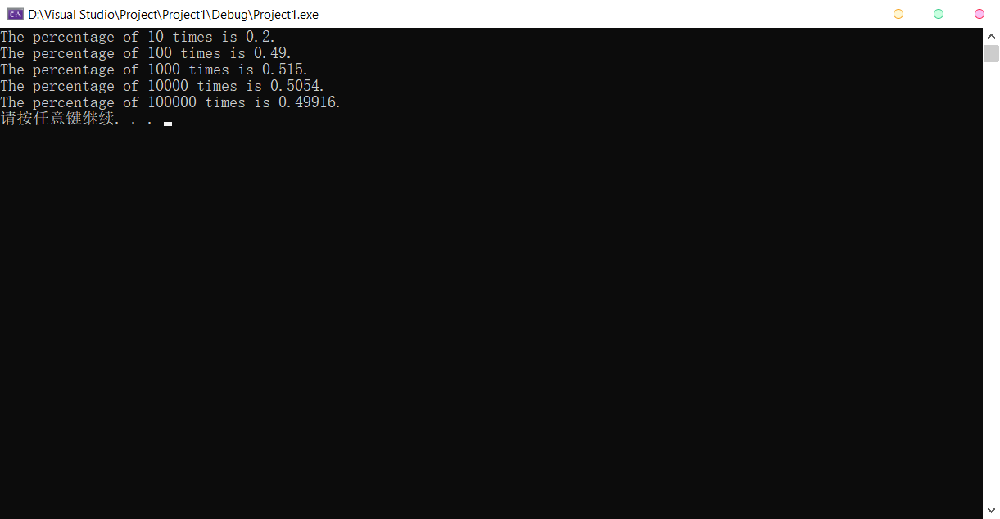 D:\Visual Studio\Project\Project1\Debug\Project1.exe
The percentage of 10 times is 0.2.
The percentage of 100 times is 0.49.
The percentage of 1000 times is 0.515.
The percentage of 10000 times is 0.5054.
The percentage of 100000 times is 0.49916.
请按任意键继续. . .